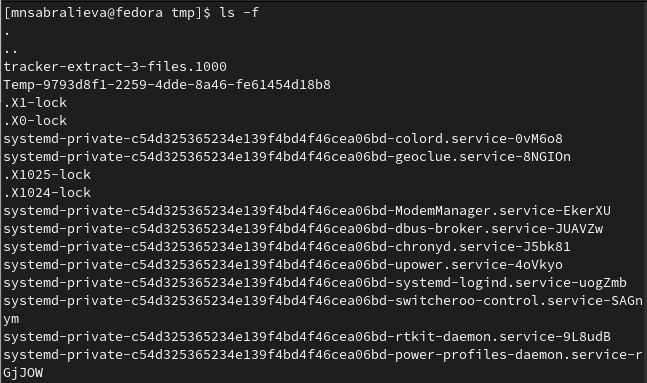 [mnsabralieva@fedora tmp]$ ls -f
.
..
tracker-extract-3-files.1000
Temp-9793d8f1-2259-4dde-8a46-fe61454d18b8
.X1-lock
.X0-lock
systemd-private-c54d325365234e139f4bd4f46cea06bd-colord.service-0vM6o8
systemd-private-c54d325365234e139f4bd4f46cea06bd-geoclue.service-8NGIOn
.X1025-lock
.X1024-lock
systemd-private-c54d325365234e139f4bd4f46cea06bd-ModemManager.service-EkerXU
systemd-private-c54d325365234e139f4bd4f46cea06bd-dbus-broker.service-JUAVZw
systemd-private-c54d325365234e139f4bd4f46cea06bd-chronyd.service-J5bk81
systemd-private-c54d325365234e139f4bd4f46cea06bd-upower.service-4oVkyo
systemd-private-c54d325365234e139f4bd4f46cea06bd-systemd-logind.service-uogZmb
systemd-private-c54d325365234e139f4bd4f46cea06bd-switcheroo-control.service-SAGn
ym
systemd-private-c54d325365234e139f4bd4f46cea06bd-rtkit-daemon.service-9L8udB
systemd-private-c54d325365234e139f4bd4f46cea06bd-power-profiles-daemon.service-r
GjJOW